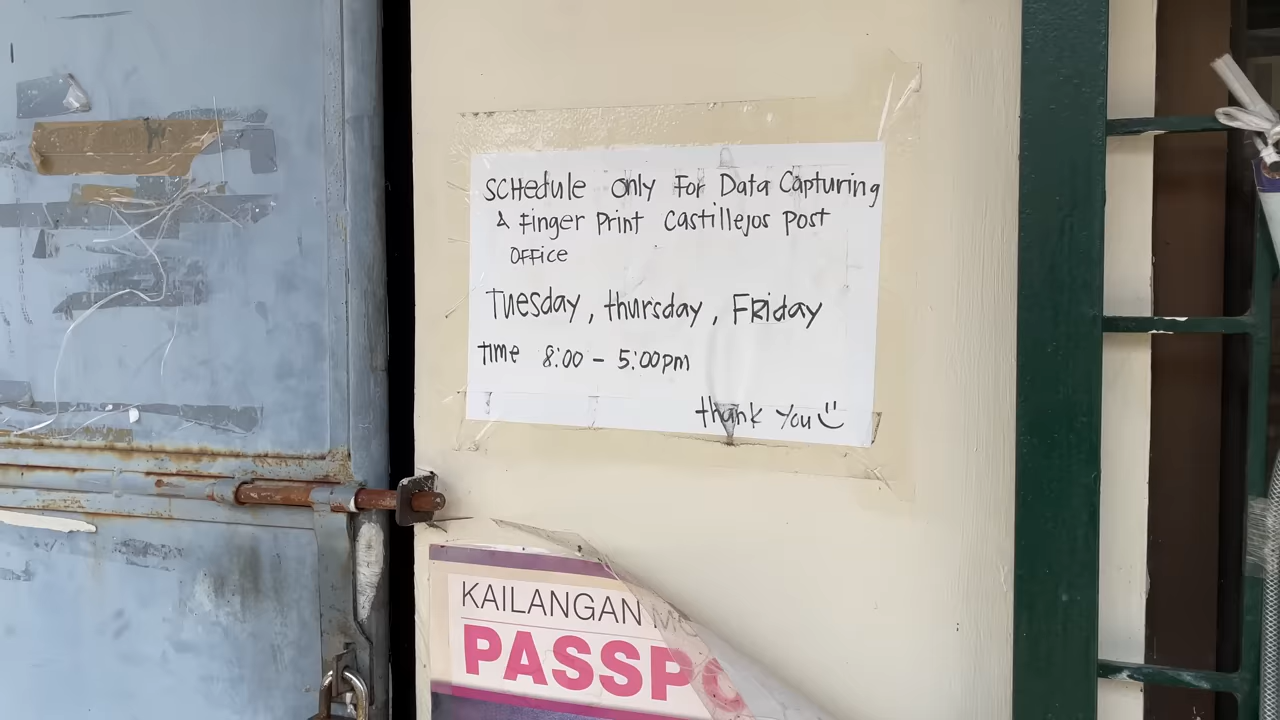 SCHedule only For Data Capturing
& Finger Print Castillejos Post
OFFice
Tuesday, thursday, FRiday
Time 8:00 - 5:00pm
thank you
KAILANGAN
PASSPO